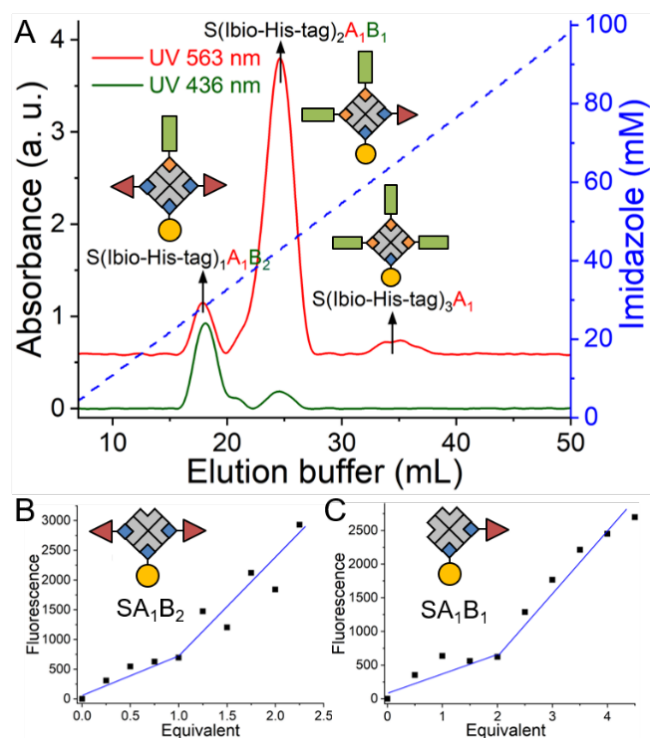 A
S(Ibio-His-tag)₂A₁B₁
UV 563 nm
UV 436 nm
S(Ibio-His-tag)₁A₁B₂
S(Ibio-His-tag)₃A₁
Absorbance (a. u.)
0
1
2
3
4
Imidazole (mM)
0
20
40
60
80
100
10 20 30 40 50
Elution buffer (mL)
B
SA₁B₂
Fluorescence
0
500
1000
1500
2000
2500
3000
0.0 0.5 1.0 1.5 2.0 2.5
Equivalent
C
SA₁B₁
Fluorescence
0
500
1000
1500
2000
2500
0 1 2 3 4
Equivalent